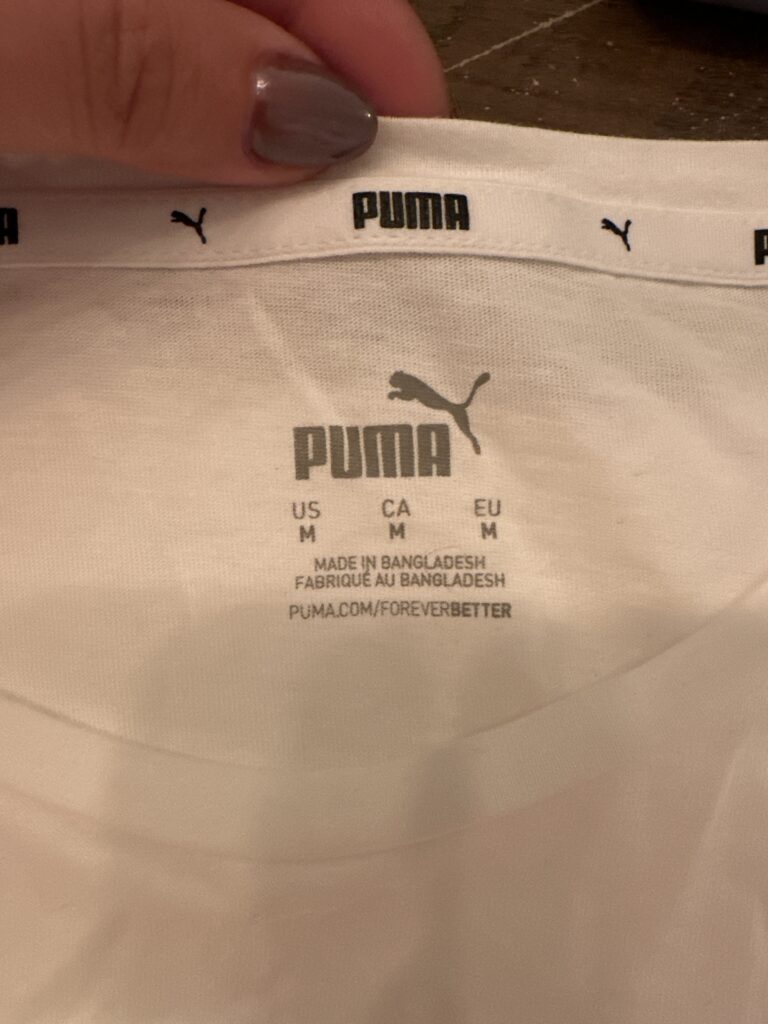 PUMA
PUMA
US CA EU
M M M
MADE IN BANGLADESH
FABRIQUÉ AU BANGLADESH
PUMA.COM/FOREVERBETTER